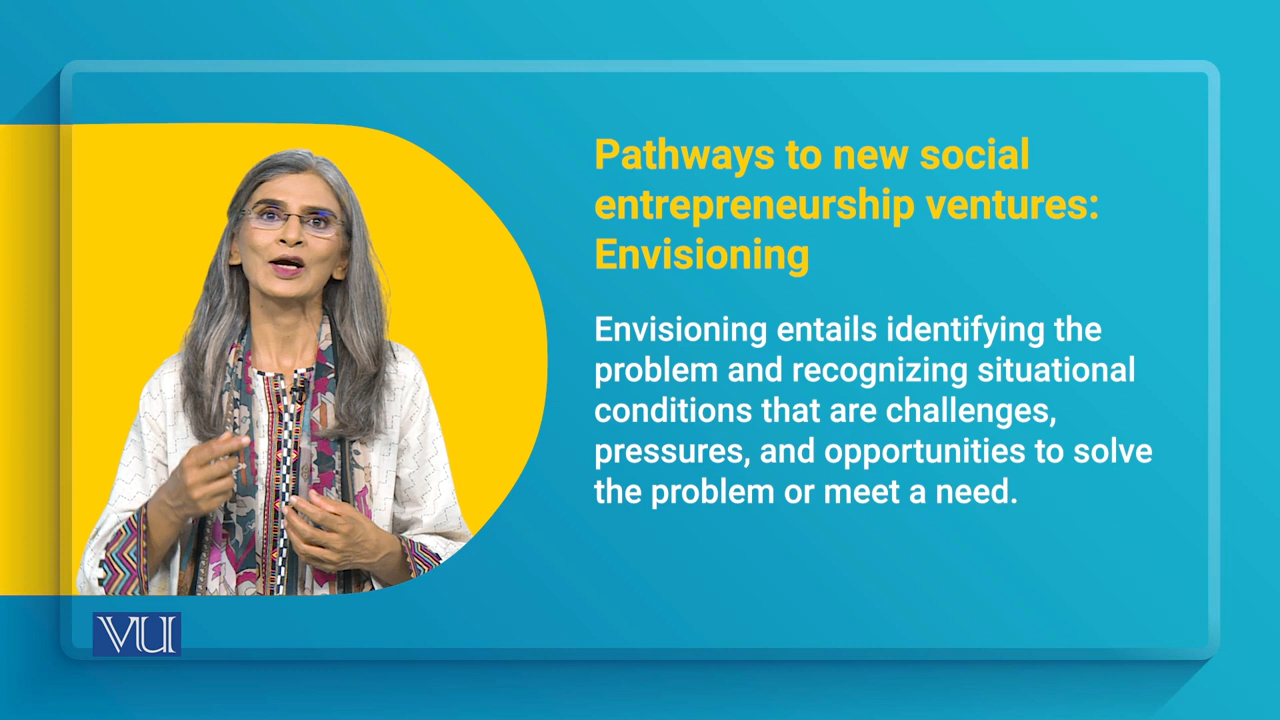 Pathways to new social
entrepreneurship ventures:
Envisioning
Envisioning entails identifying the
problem and recognizing situational
conditions that are challenges,
pressures, and opportunities to solve
the problem or meet a need.
VU